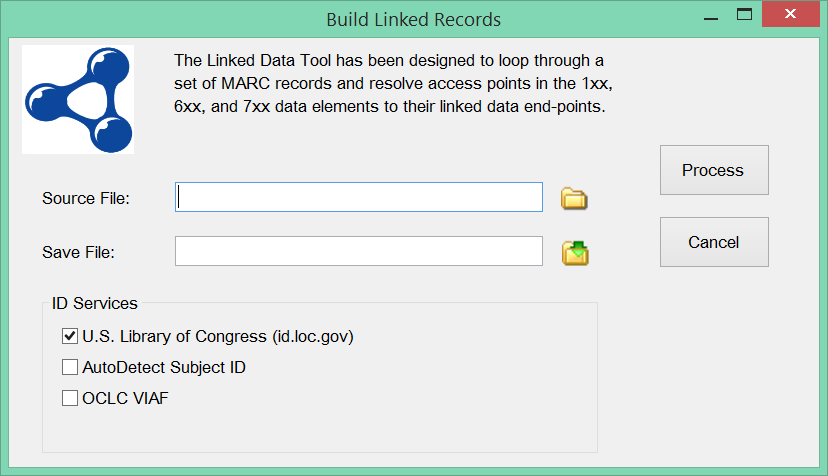 Build Linked Records
The Linked Data Tool has been designed to loop through a
set of MARC records and resolve access points in the 1xx,
6xx, and 7xx data elements to their linked data end-points.
Process
Source File:
Cancel
Save File:
ID Services
U.S. Library of Congress (id.loc.gov)
AutoDetect Subject ID
OCLC VIAF